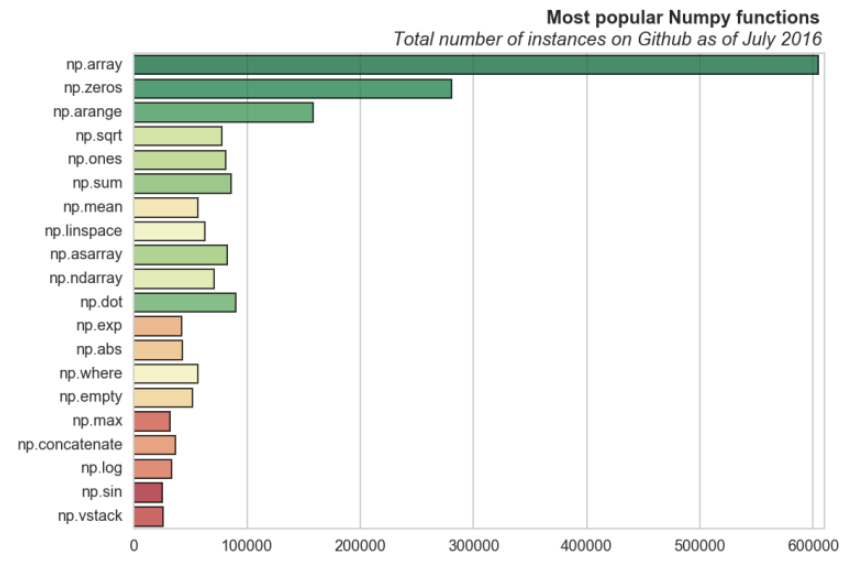 Most popular Numpy functions
Total number of instances on Github as of July 2016
np.array
np.zeros
np.arange
np.sqrt
np.ones
np.sum
np.mean
np.linspace
np.asarray
np.ndarray
np.dot
np.exp
np.abs
np.where
np.empty
np.max
np.concatenate
np.log
np.sin
np.vstack
0 100000 200000 300000 400000 500000 600000